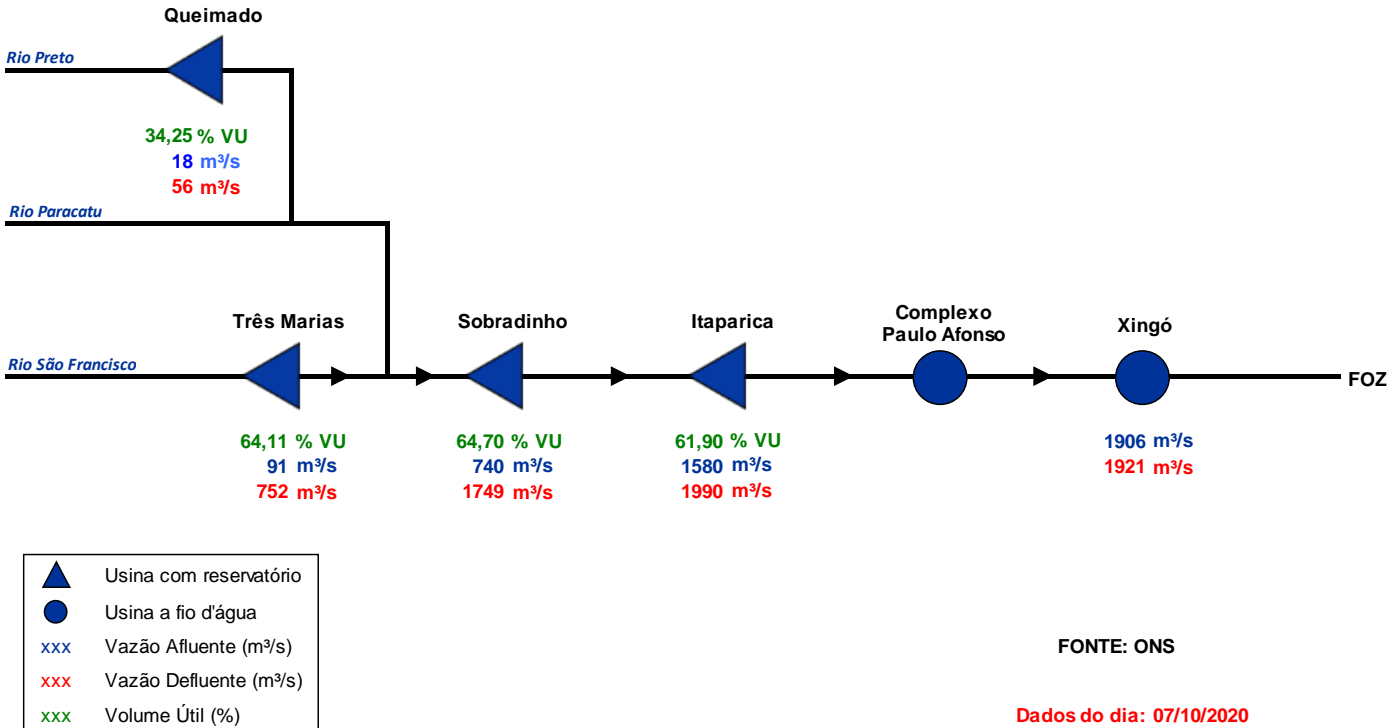 Queimado
Rio Preto
34,25 % VU
18 m³/s
56 m³/s
Rio Paracatu
Três Marias
Sobradinho
Itaparica
Complexo
Paulo Afonso
Xingó
Rio São Francisco
FOZ
64,11 % VU
91 m³/s
752 m³/s
64,70 % VU
740 m³/s
1749 m³/s
61,90 % VU
1580 m³/s
1990 m³/s
1906 m³/s
1921 m³/s
Usina com reservatório
Usina a fio d'água
xxx Vazão Afluente (m³/s)
xxx Vazão Defluente (m³/s)
xxx Volume Útil (%)
FONTE: ONS
Dados do dia: 07/10/2020